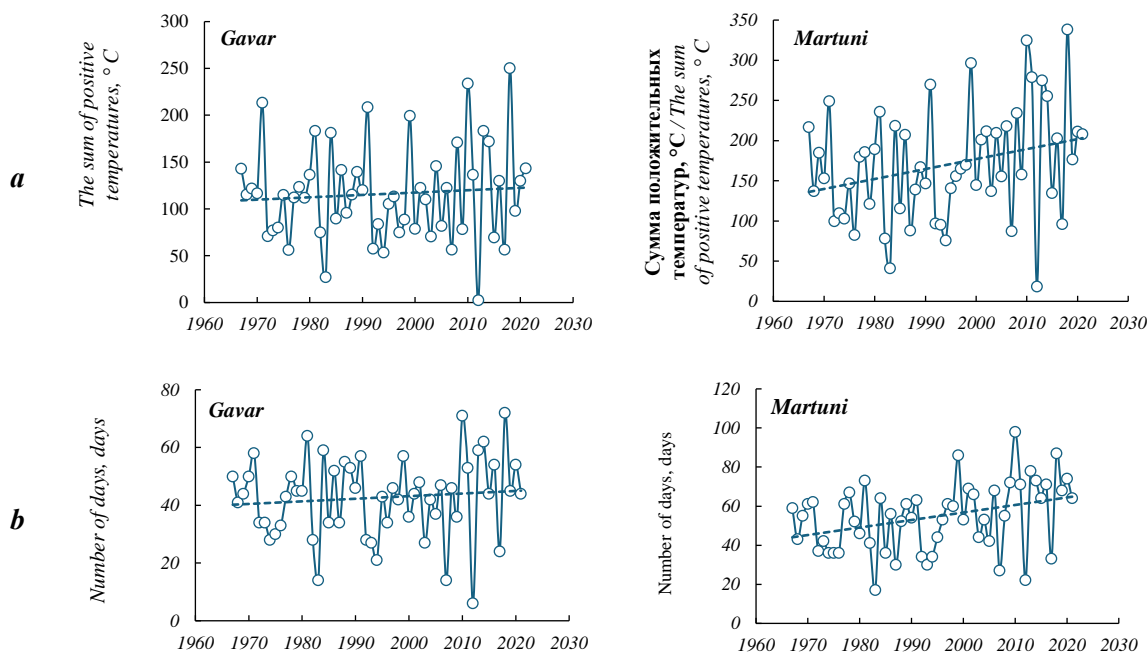 a
The sum of positive
temperatures, ° C
Gavar
300
250
200
150
100
50
0
1960 1970 1980 1990 2000 2010 2020 2030
Сумма положительных
температур, °C / The sum
of positive temperatures, ° C
Martuni
350
300
250
200
150
100
50
0
1960 1970 1980 1990 2000 2010 2020 2030
b
Number of days, days
Gavar
80
60
40
20
0
1960 1970 1980 1990 2000 2010 2020 2030
Number of days, days
Martuni
120
100
80
60
40
20
0
1960 1970 1980 1990 2000 2010 2020 2030